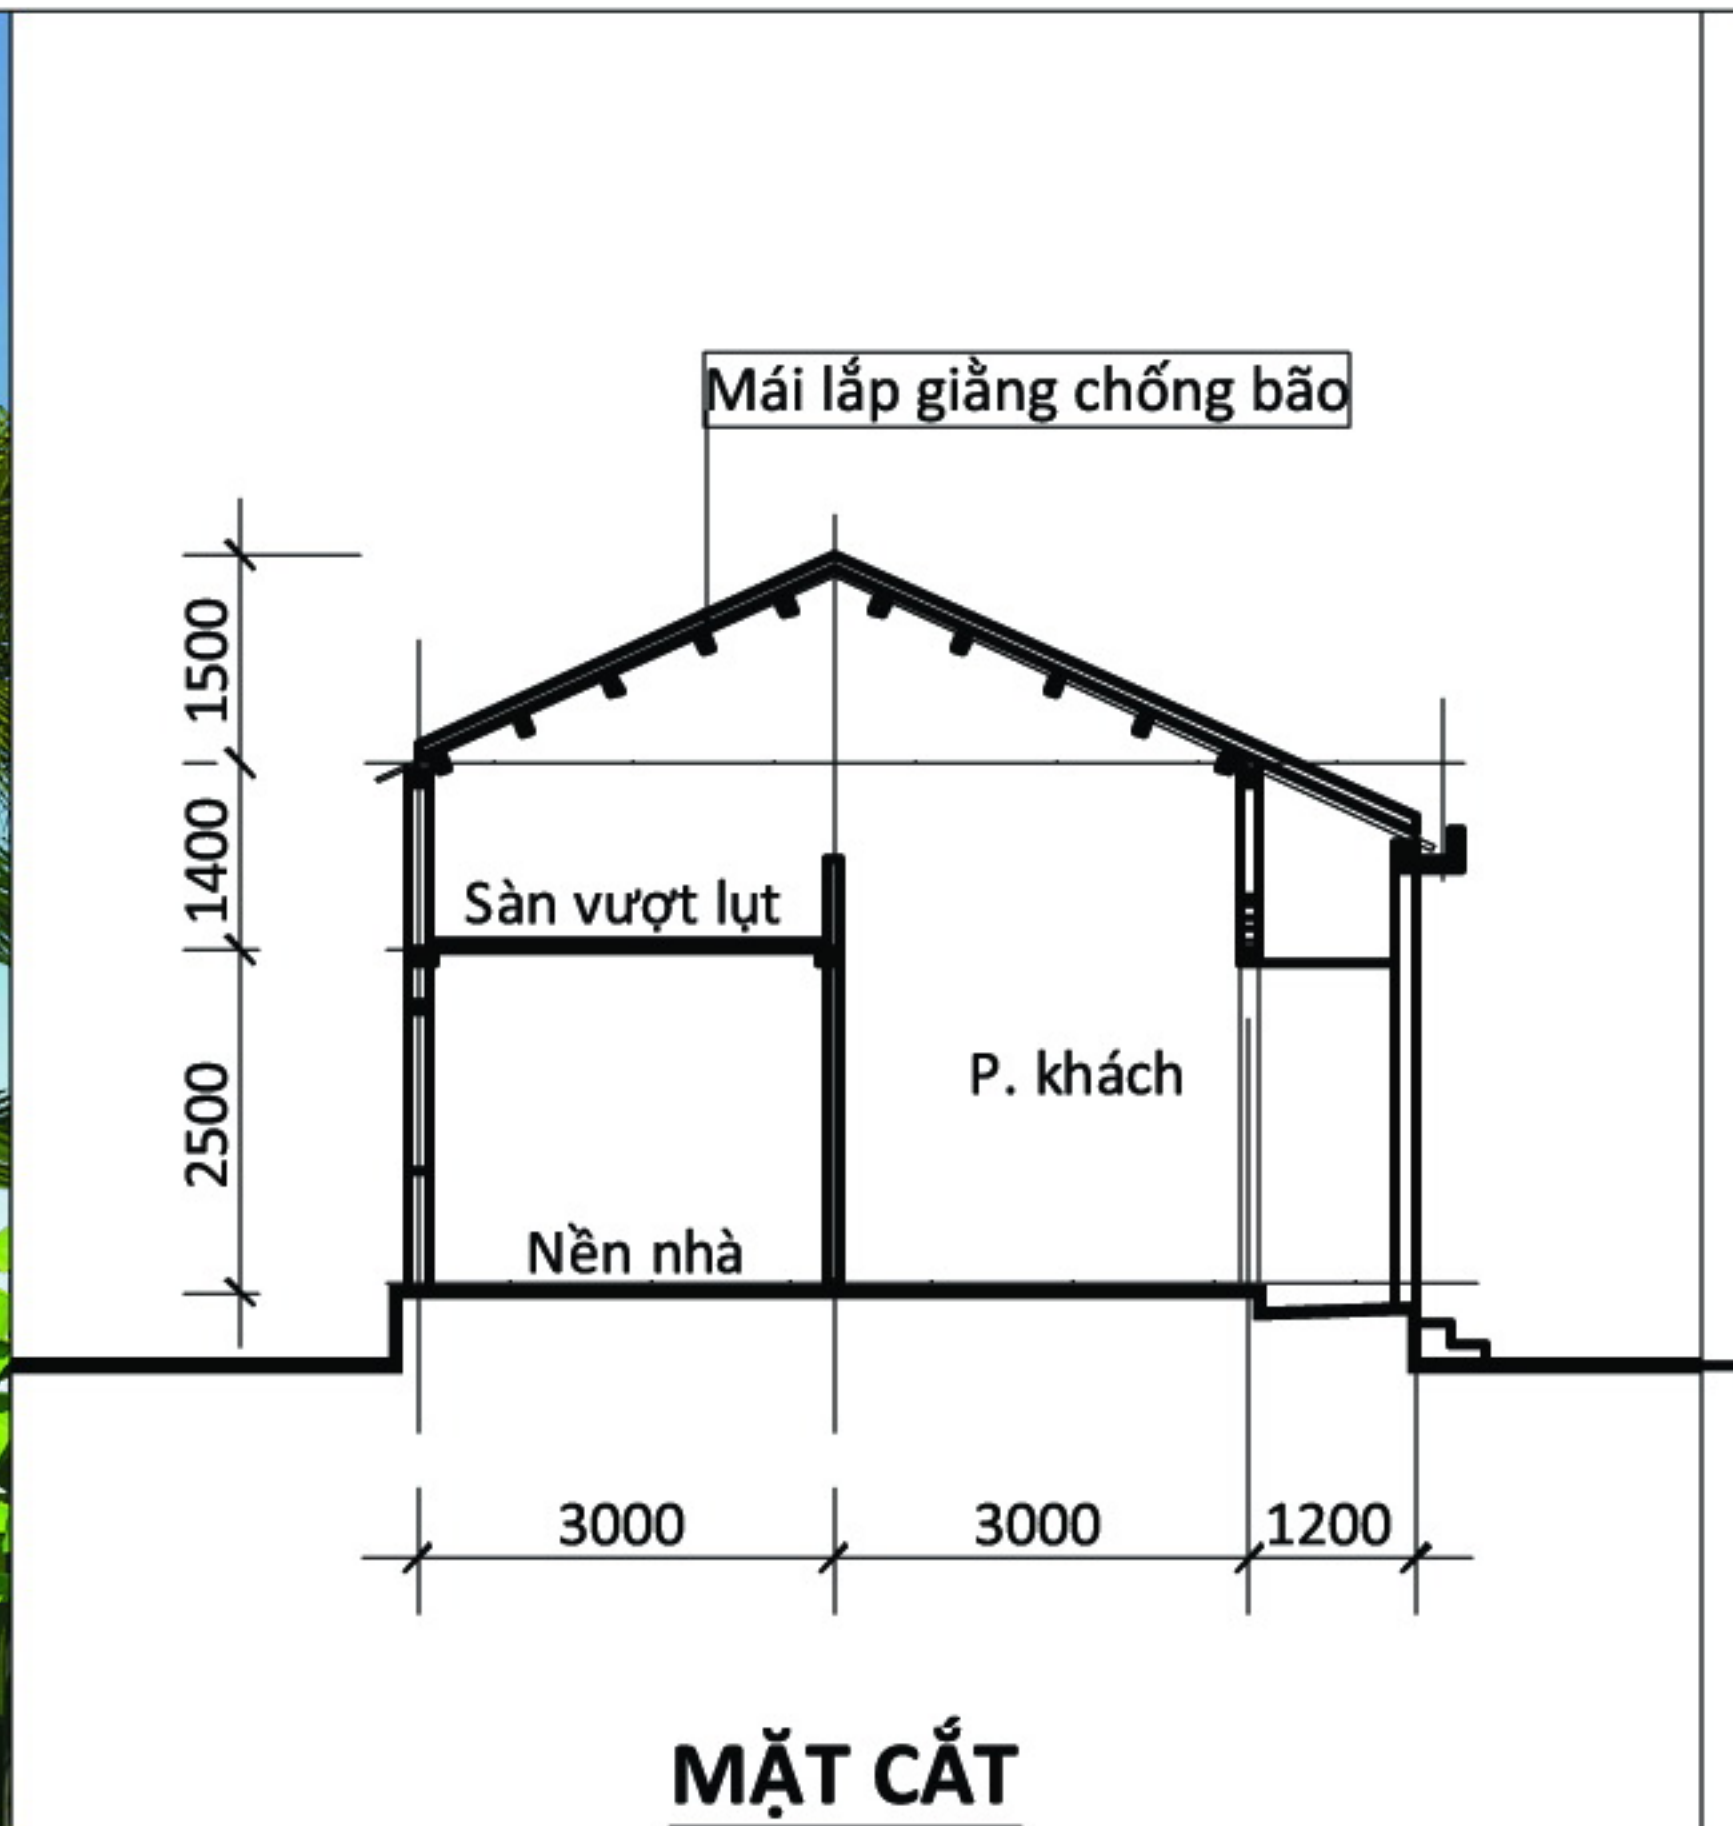 Mái lắp giằng chống bão
1500
1400
Sàn vượt lụt
P. khách
2500
Nền nhà
3000 3000 1200
MẶT CẮT